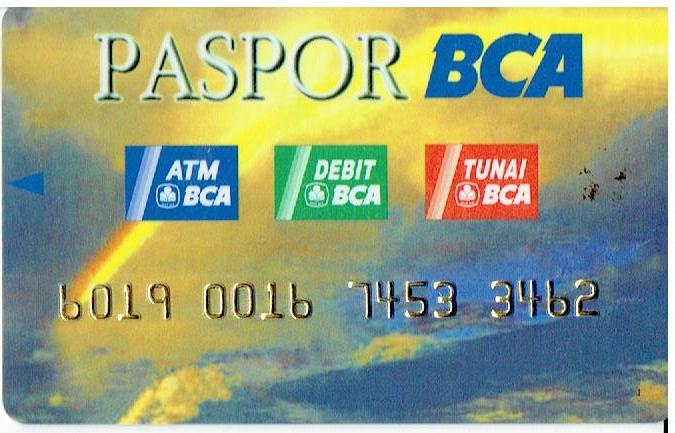 PASPOR BCA
ATM BCA
DEBIT BCA
TUNAI BCA
6019 0016 7453 3462